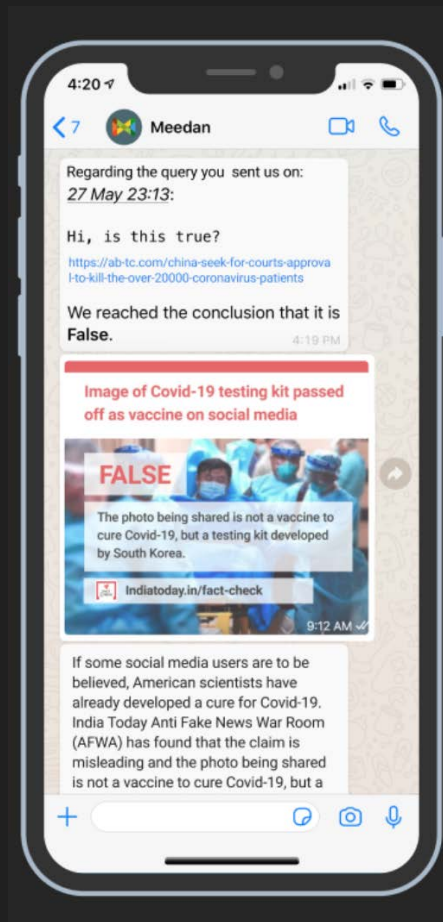 4:20
7
Meedan
Regarding the query you sent us on:
27 May 23:13:
Hi, is this true?
https://ab-tc.com/china-seek-for-courts-approva
l-to-kill-the-over-20000-coronavirus-patients
We reached the conclusion that it is
False.
4:19 PM
Image of Covid-19 testing kit passed
off as vaccine on social media
FALSE
The photo being shared is not a vaccine to
cure Covid-19, but a testing kit developed
by South Korea.
Indiatoday.in/fact-check
9:12 AM
If some social media users are to be
believed, American scientists have
already developed a cure for Covid-19.
India Today Anti Fake News War Room
(AFWA) has found that the claim is
misleading and the photo being shared
is not a vaccine to cure Covid-19, but a